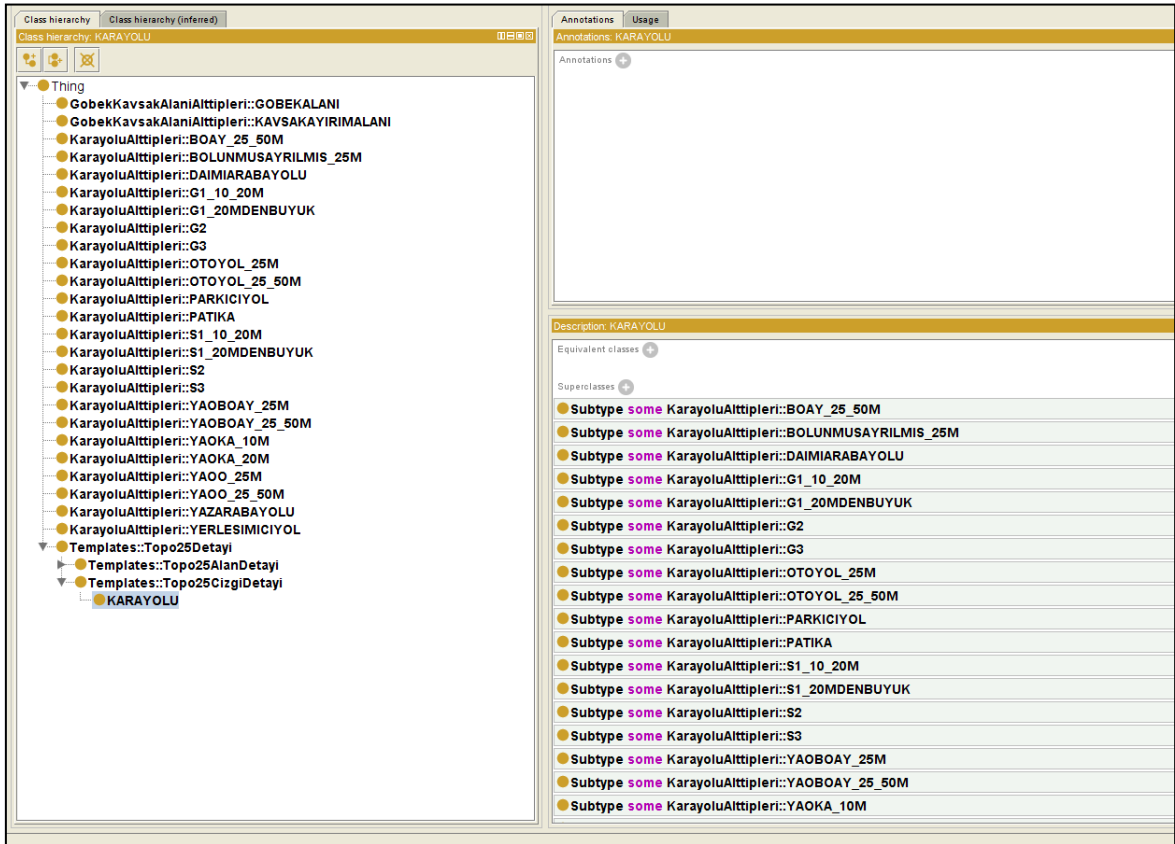 Class hierarchy Class hierarchy (inferred)
Class hierarchy: KARAYOLU
Thing
GobekKavsakAlaniAlttipleri::GOBEKALANI
GobekKavsakAlaniAlttipleri::KAVSAKAYIRIMALANI
KarayoluAlttipleri::BOAY_25_50M
KarayoluAlttipleri::BOLUNMUSAYRILMIS_25M
KarayoluAlttipleri::DAIMIARABAYOLU
KarayoluAlttipleri::G1_10_20M
KarayoluAlttipleri::G1_20MDENBUYUK
KarayoluAlttipleri::G2
KarayoluAlttipleri::G3
KarayoluAlttipleri::OTOYOL_25M
KarayoluAlttipleri::OTOYOL_25_50M
KarayoluAlttipleri::PARKICIYOL
KarayoluAlttipleri::PATIKA
KarayoluAlttipleri::S1_10_20M
KarayoluAlttipleri::S1_20MDENBUYUK
KarayoluAlttipleri::S2
KarayoluAlttipleri::S3
KarayoluAlttipleri::YAOBOAY_25M
KarayoluAlttipleri::YAOBOAY_25_50M
KarayoluAlttipleri::YAOKA_10M
KarayoluAlttipleri::YAOKA_20M
KarayoluAlttipleri::YAOO_25M
KarayoluAlttipleri::YAOO_25_50M
KarayoluAlttipleri::YAZARABAYOLU
KarayoluAlttipleri::YERLESIMICIYOL
Templates::Topo25Detayi
Templates::Topo25AlanDetayi
Templates::Topo25CizgiDetayi
KARAYOLU
Annotations Usage
Annotations: KARAYOLU
Annotations
Description: KARAYOLU
Equivalent classes
Superclasses
Subtype some KarayoluAlttipleri::BOAY_25_50M
Subtype some KarayoluAlttipleri::BOLUNMUSAYRILMIS_25M
Subtype some KarayoluAlttipleri::DAIMIARABAYOLU
Subtype some KarayoluAlttipleri::G1_10_20M
Subtype some KarayoluAlttipleri::G1_20MDENBUYUK
Subtype some KarayoluAlttipleri::G2
Subtype some KarayoluAlttipleri::G3
Subtype some KarayoluAlttipleri::OTOYOL_25M
Subtype some KarayoluAlttipleri::OTOYOL_25_50M
Subtype some KarayoluAlttipleri::PARKICIYOL
Subtype some KarayoluAlttipleri::PATIKA
Subtype some KarayoluAlttipleri::S1_10_20M
Subtype some KarayoluAlttipleri::S1_20MDENBUYUK
Subtype some KarayoluAlttipleri::S2
Subtype some KarayoluAlttipleri::S3
Subtype some KarayoluAlttipleri::YAOBOAY_25M
Subtype some KarayoluAlttipleri::YAOBOAY_25_50M
Subtype some KarayoluAlttipleri::YAOKA_10M